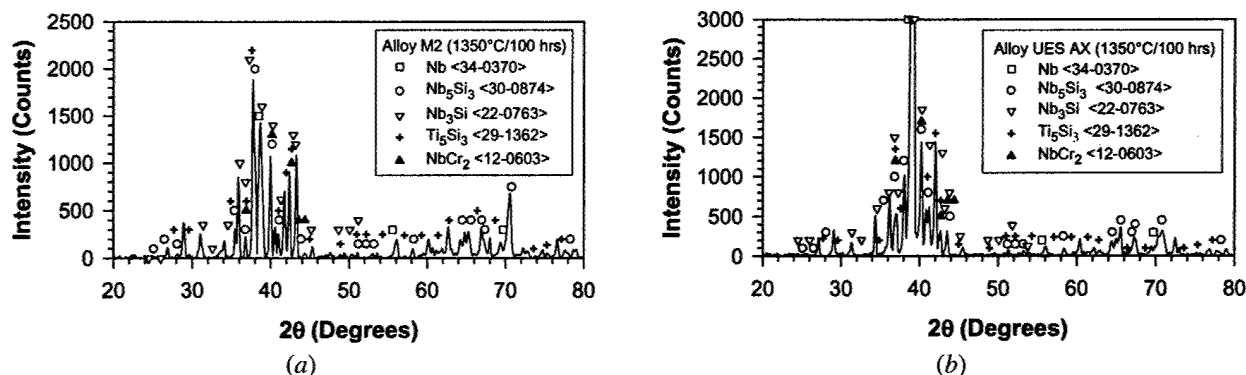 2500
2000
1500
1000
500
0
Intensity (Counts)
Alloy M2 (1350°C/100 hrs)
Nb <34-0370>
Nb5Si3 <30-0874>
Nb3Si <22-0763>
Ti5Si3 <29-1362>
NbCr2 <12-0603>
20 30 40 50 60 70 80
2θ (Degrees)
(a)
3000
2500
2000
1500
1000
500
0
Intensity (Counts)
Alloy UES AX (1350°C/100 hrs)
Nb <34-0370>
Nb5Si3 <30-0874>
Nb3Si <22-0763>
Ti5Si3 <29-1362>
NbCr2 <12-0603>
20 30 40 50 60 70 80
2θ (Degrees)
(b)